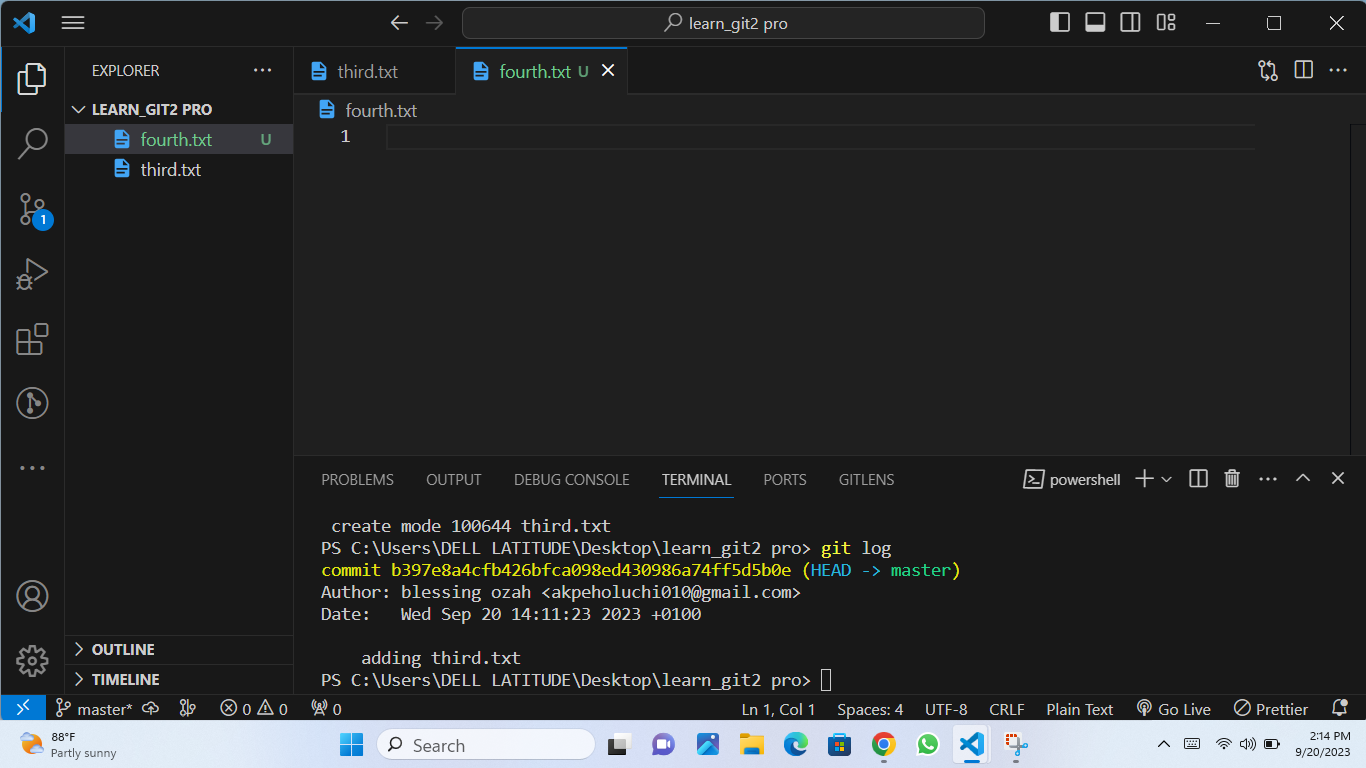 learn_git2 pro
EXPLORER
third.txt
fourth.txt U
LEARN_GIT2 PRO
fourth.txt
fourth.txt U
1
third.txt
1
PROBLEMS OUTPUT DEBUG CONSOLE TERMINAL PORTS GITLENS
powershell
create mode 100644 third.txt
PS C:\Users\DELL LATITUDE\Desktop\learn_git2 pro> git log
commit b397e8a4cfb426bfca098ed430986a74ff5d5b0e (HEAD -> master)
Author: blessing ozah <akpeholuchi010@gmail.com>
Date:   Wed Sep 20 14:11:23 2023 +0100
adding third.txt
PS C:\Users\DELL LATITUDE\Desktop\learn_git2 pro>
OUTLINE
TIMELINE
master* 0 0 0 Ln 1, Col 1 Spaces: 4 UTF-8 CRLF Plain Text Go Live Prettier
88°F
Partly sunny
Search
2:14 PM
9/20/2023